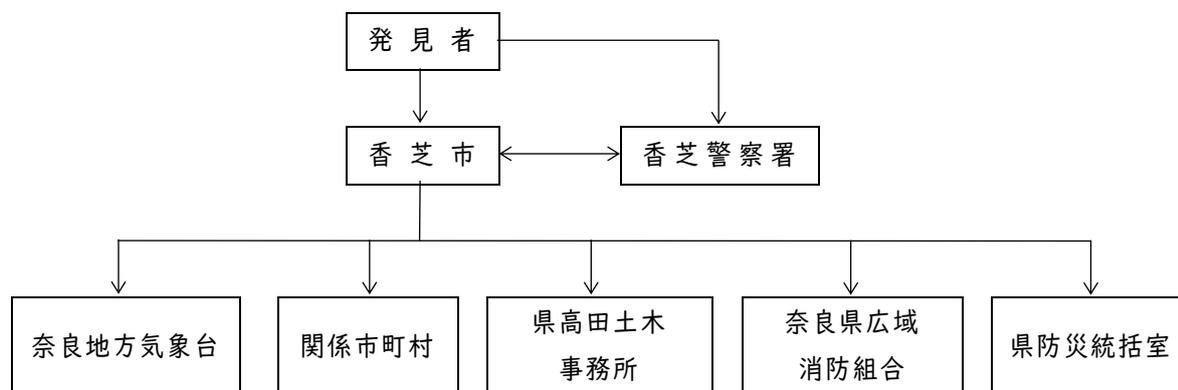 発見者
香芝市
香芝警察署
奈良地方気象台
関係市町村
県高田土木
事務所
奈良県広域
消防組合
県防災統括室